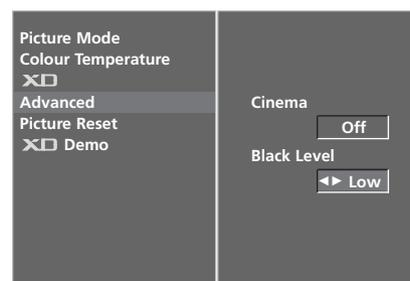 Picture Mode
Colour Temperature
XD
Advanced
Picture Reset
XD Demo
Cinema
Off
Black Level
◄► Low